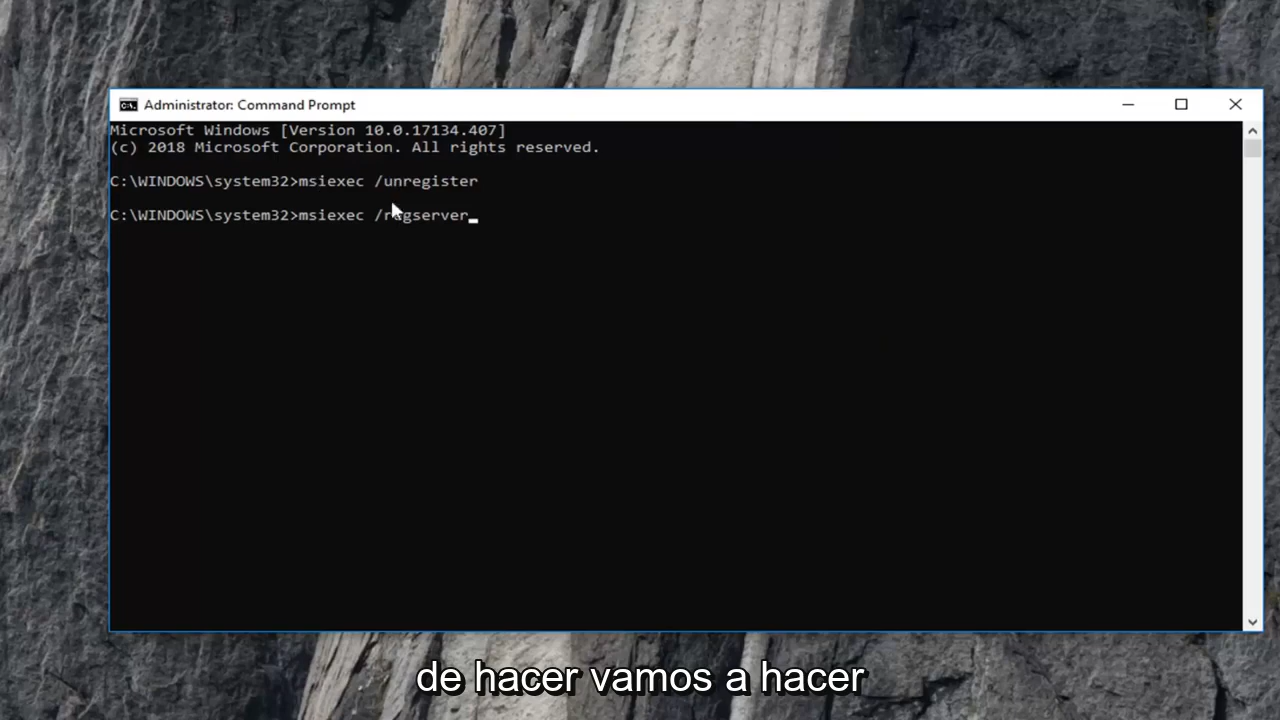 Administrator: Command Prompt
Microsoft Windows [Version 10.0.17134.407]
(c) 2018 Microsoft Corporation. All rights reserved.
C:\WINDOWS\system32>msiexec /unregister
C:\WINDOWS\system32>msiexec /regserver_
de hacer vamos a hacer